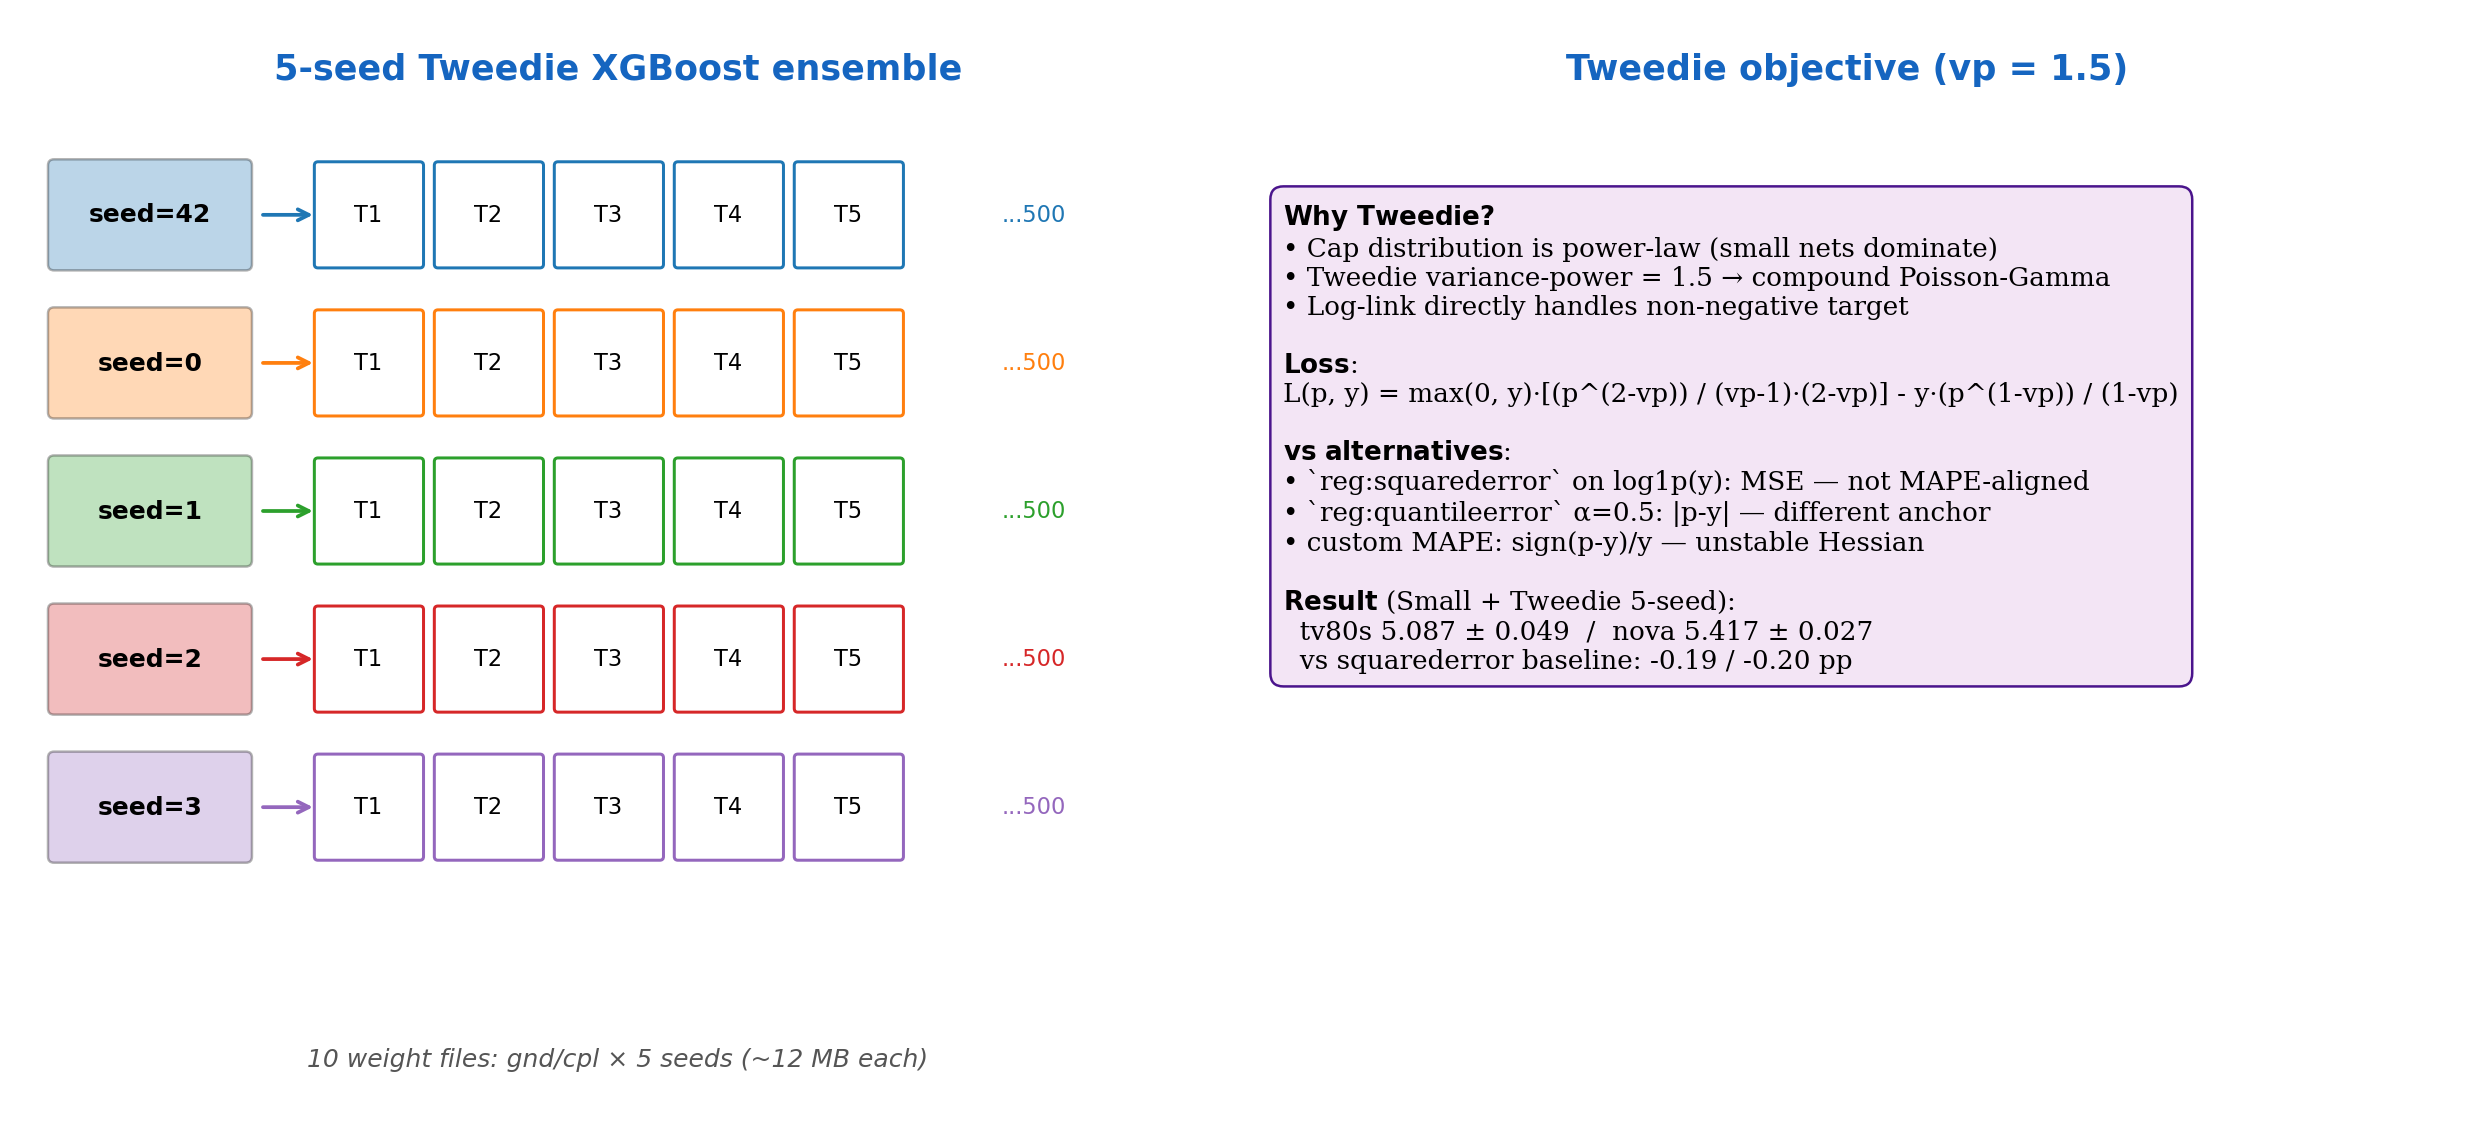 5-seed Tweedie XGBoost ensemble
seed=42 T1 T2 T3 T4 T5 ...500
seed=0 T1 T2 T3 T4 T5 ...500
seed=1 T1 T2 T3 T4 T5 ...500
seed=2 T1 T2 T3 T4 T5 ...500
seed=3 T1 T2 T3 T4 T5 ...500
10 weight files: gnd/cpl × 5 seeds (~12 MB each)
Tweedie objective (vp = 1.5)
Why Tweedie?
• Cap distribution is power-law (small nets dominate)
• Tweedie variance-power = 1.5 → compound Poisson-Gamma
• Log-link directly handles non-negative target
Loss:
L(p, y) = max(0, y)·[(p^(2-vp)) / (vp-1)·(2-vp)] - y·(p^(1-vp)) / (1-vp)
vs alternatives:
• `reg:squarederror` on log1p(y): MSE — not MAPE-aligned
• `reg:quantileerror` α=0.5: |p-y| — different anchor
• custom MAPE: sign(p-y)/y — unstable Hessian
Result (Small + Tweedie 5-seed):
tv80s 5.087 ± 0.049 / nova 5.417 ± 0.027
vs squarederror baseline: -0.19 / -0.20 pp